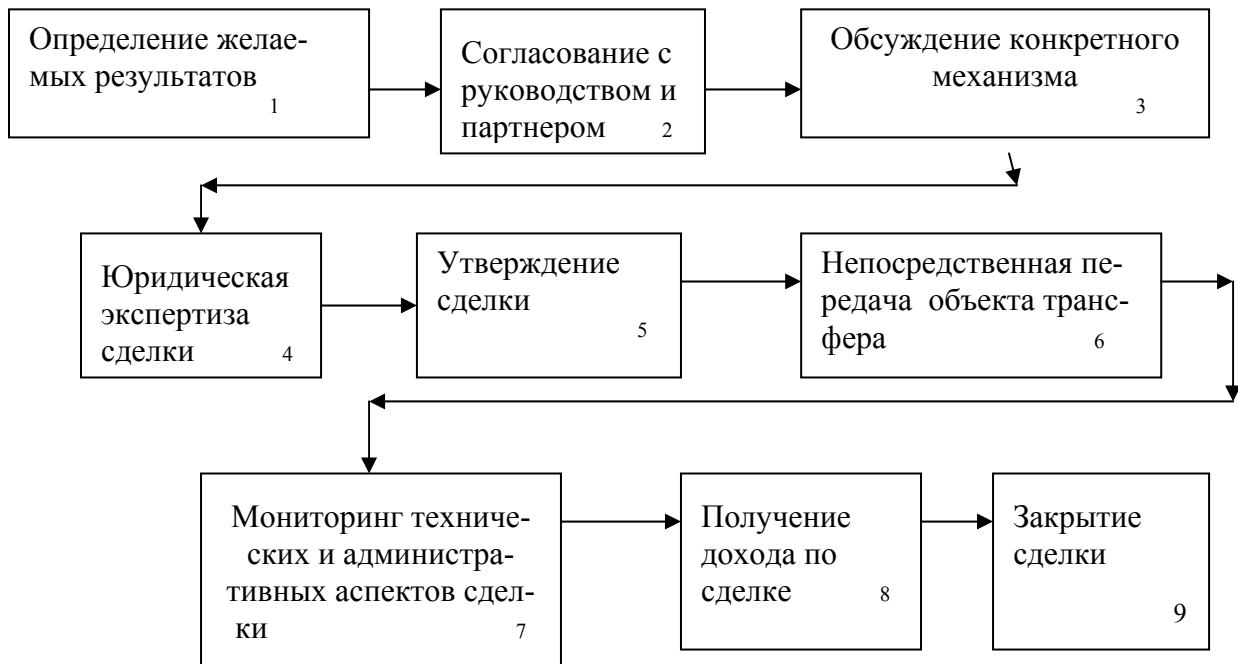 Определение желае-
мых результатов
1
Согласование с
руководством и
партнером 2
Обсуждение конкретного
механизма
3
Юридическая
экспертиза
сделки 4
Утверждение
сделки
5
Непосредственная пе-
редача объекта транс-
фера 6
Мониторинг техниче-
ских и администра-
тивных аспектов сдел-
ки 7
Получение
дохода по
сделке 8
Закрытие
сделки
9